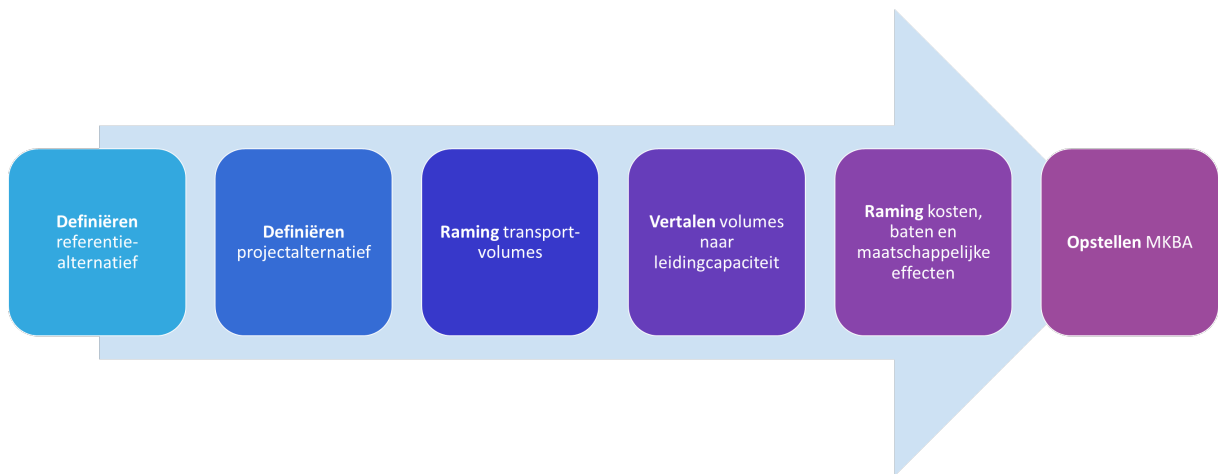 Definiëren
referentie-
alternatief
Definiëren
projectalternatief
Raming transport-
volumes
Vertalen volumes
naar
leidingcapaciteit
Raming kosten,
baten en
maatschappelijke
effecten
Opstellen MKBA